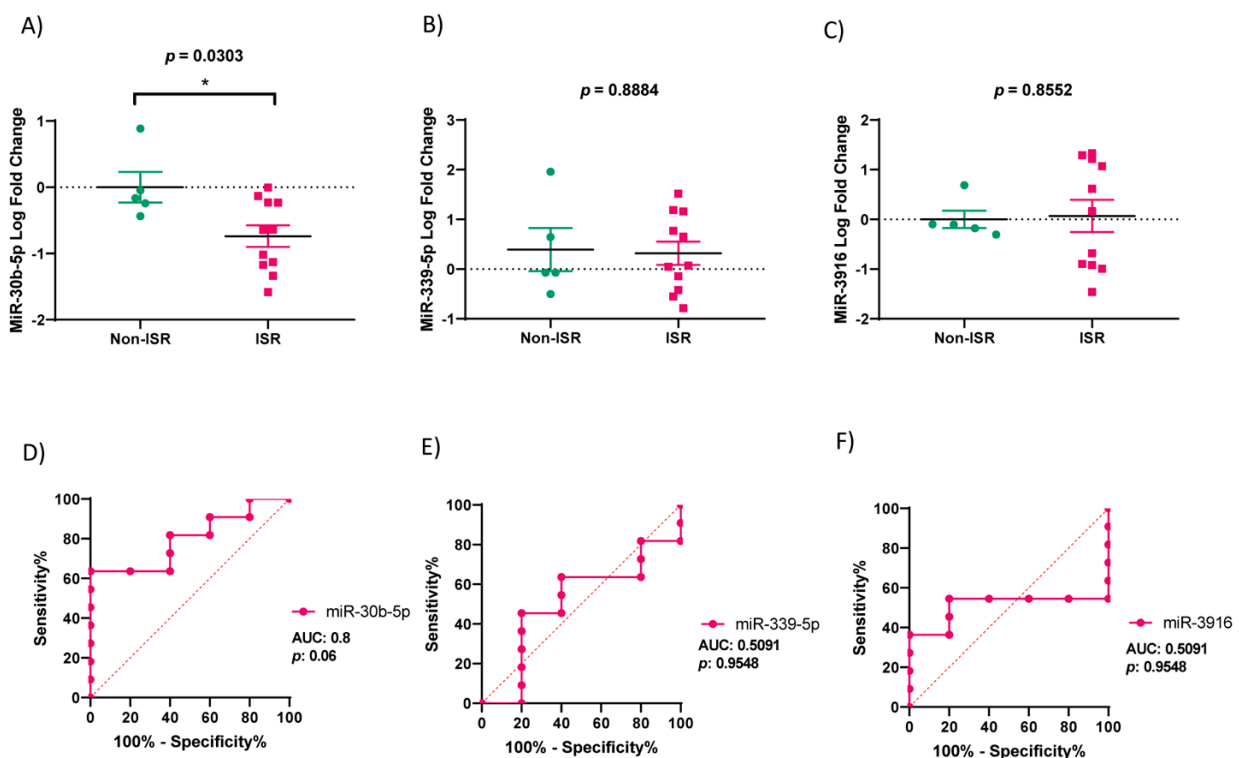 A)
p = 0.0303
*
MiR-30b-5p Log Fold Change
1
0
-1
-2
Non-ISR
ISR
B)
p = 0.8884
MiR-339-5p Log Fold Change
3
2
1
0
-1
Non-ISR
ISR
C)
p = 0.8552
MiR-3916 Log Fold Change
2
1
0
-1
-2
Non-ISR
ISR
D)
Sensitivity%
100
80
60
40
20
0
0 20 40 60 80 100
100% - Specificity%
miR-30b-5p
AUC: 0.8
p: 0.06
E)
Sensitivity%
100
80
60
40
20
0
0 20 40 60 80 100
100% - Specificity%
miR-339-5p
AUC: 0.5091
p: 0.9548
F)
Sensitivity%
100
80
60
40
20
0
0 20 40 60 80 100
100% - Specificity%
miR-3916
AUC: 0.5091
p: 0.9548